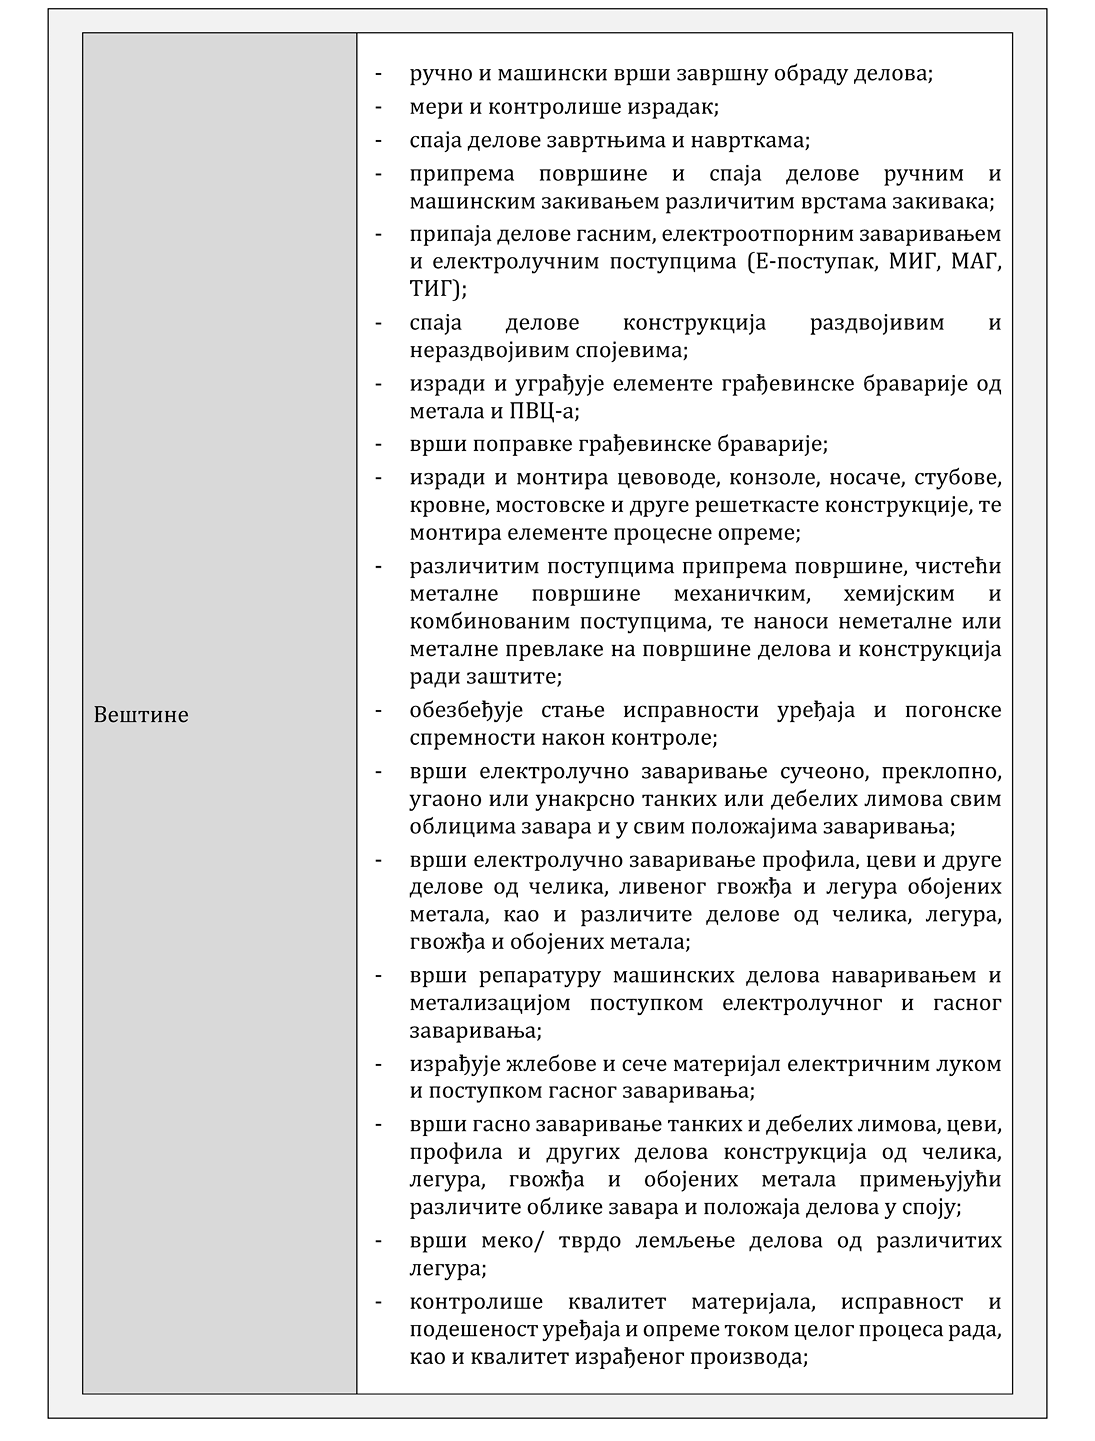 - ручно и машински врши завршну обраду делова;
- мери и контролише израдак;
- спаја делове завртњима и навртkама;
- припрема површине и спаја делове ручним и
машинским закивањем различитим врстама закивака;
- припаја делове гасним, електроотпорним заваривањем
и електролучним поступцима (Е-поступак, МИГ, МАГ,
ТИГ);
- спаја делове конструкција раздвојивим и
нераздвојивим спојевима;
- изради и уграђује елементе грађевинске браварије од
метала и ПВЦ-а;
- врши поправке грађевинске браварије;
- изради и монтира цевоводе, конзоле, носаче, стубове,
кровне, мостовске и друге решеткасте конструкције, те
монтира елементе процесне опреме;
- различитим поступцима припрема површине, чистећи
металне површине механичким, хемијским и
комбинованим поступцима, те наноси неметалне или
металне превлаке на површине делова и конструкција
ради заштите;
Вештине
- обезбеђује стање исправности уређаја и погонске
спремности након контроле;
- врши електролучно заваривање сучеоно, преклопно,
угаоно или унакрсно танких или дебелих лимова свим
облицима завара и у свим положајима заваривања;
- врши електролучно заваривање профила, цеви и друге
делове од челика, ливеног гвожђа и легура обојених
метала, као и различите делове од челика, легура,
гвожђа и обојених метала;
- врши репаратуру машинских делова наваривањем и
метализацијом поступком електролучног и гасног
заваривања;
- израђује жлебове и сече материјал електричним луком
и поступком гасног заваривања;
- врши гасно заваривање танких и дебелих лимова, цеви,
профила и других делова конструкција од челика,
легура, гвожђа и обојених метала примењујући
различите облике завара и положаја делова у споју;
- врши меко/ тврдо лемљење делова од различитих
легура;
- контролише квалитет материјала, исправност и
подешеност уређаја и опреме током целог процеса рада,
као и квалитет израђеног производа;